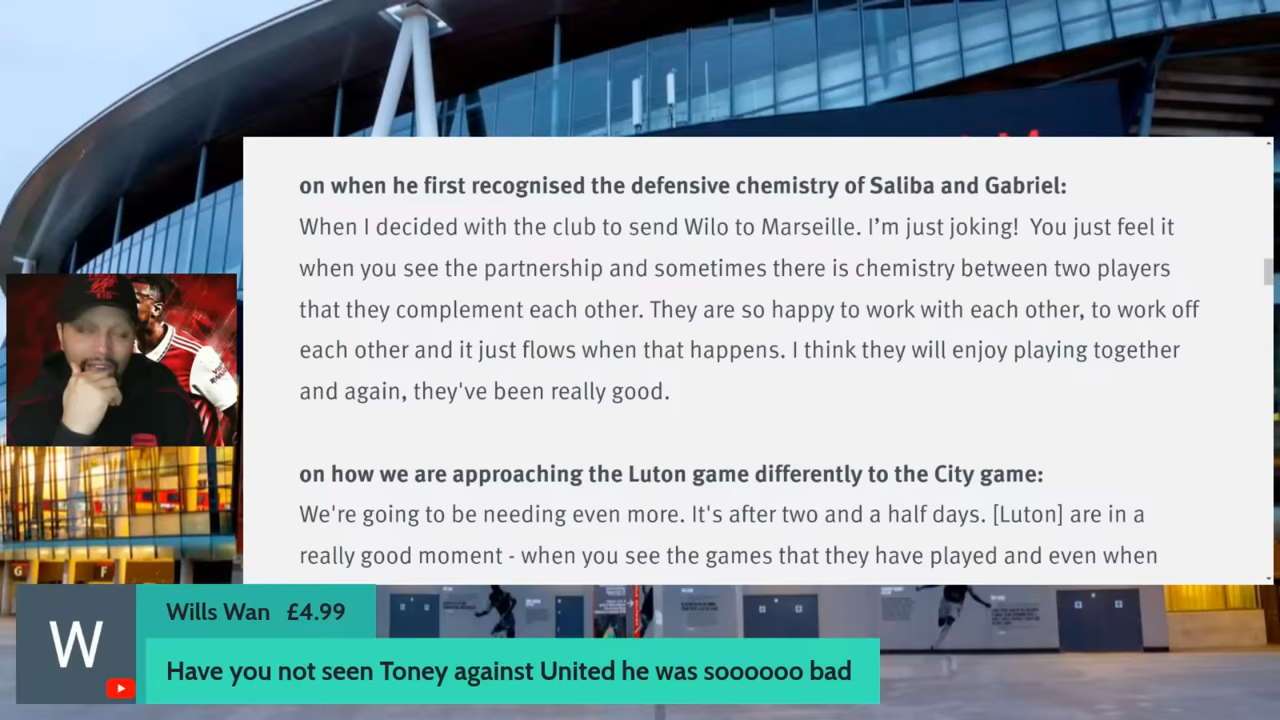 on when he first recognised the defensive chemistry of Saliba and Gabriel:
When I decided with the club to send Wilo to Marseille. I’m just joking!  You just feel it
when you see the partnership and sometimes there is chemistry between two players
that they complement each other. They are so happy to work with each other, to work off
each other and it just flows when that happens. I think they will enjoy playing together
and again, they've been really good.
on how we are approaching the Luton game differently to the City game:
We're going to be needing even more. It's after two and a half days. [Luton] are in a
really good moment - when you see the games that they have played and even when
G F
W
Wills Wan £4.99
Have you not seen Toney against United he was soooooo bad